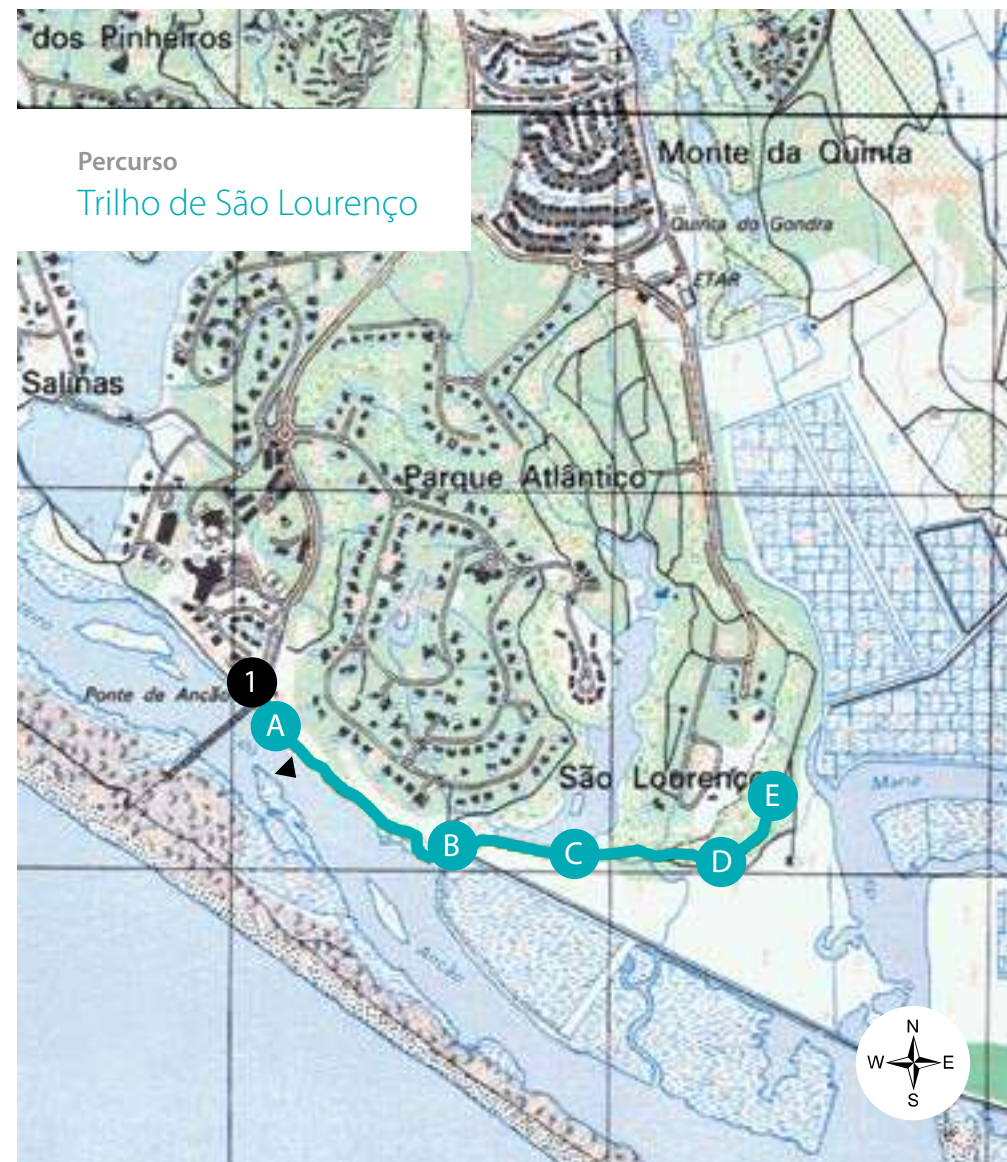 dos Pinheiros
Percurso
Trilho de São Lourenço
Monte da Quinta
Quinta do Gondra
ETAR
Salinas
Parque Atlântico
1
Ponte de Ancão
A
São Lourenço
E
B
C
D
Ancão
N
W
E
S